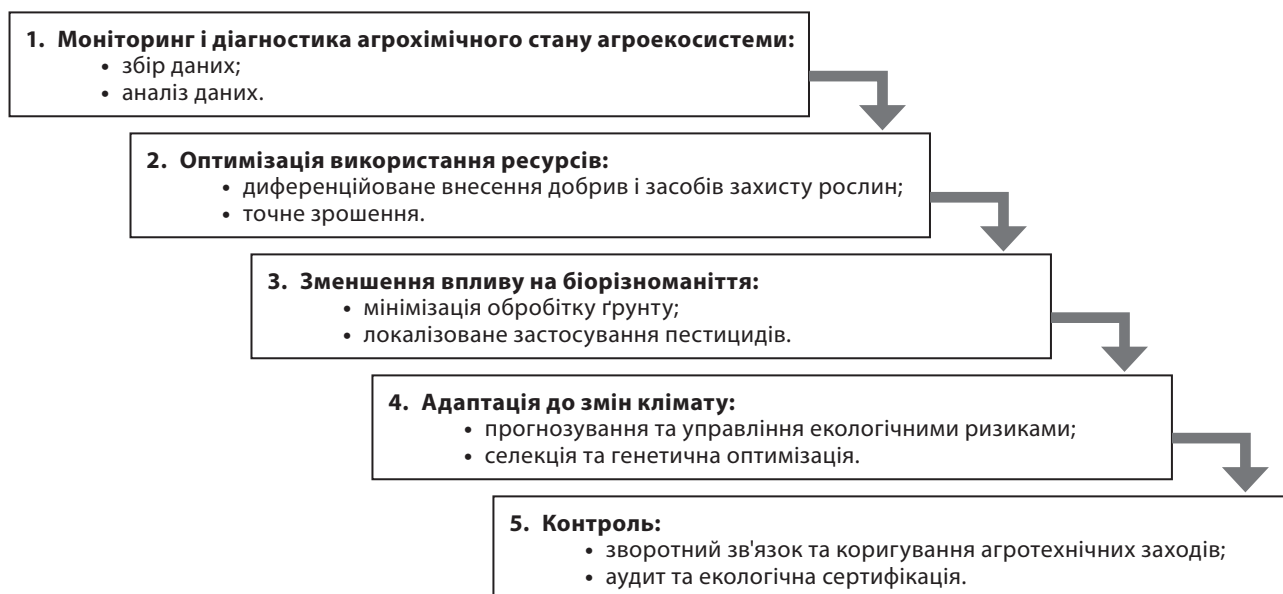 1. Моніторинг і діагностика агрохімічного стану агроекосистеми:
• збір даних;
• аналіз даних.
2. Оптимізація використання ресурсів:
• диференційоване внесення добрив і засобів захисту рослин;
• точне зрошення.
3. Зменшення впливу на біорізноманіття:
• мінімізація обробітку ґрунту;
• локалізоване застосування пестицидів.
4. Адаптація до змін клімату:
• прогнозування та управління екологічними ризиками;
• селекція та генетична оптимізація.
5. Контроль:
• зворотний зв'язок та коригування агротехнічних заходів;
• аудит та екологічна сертифікація.